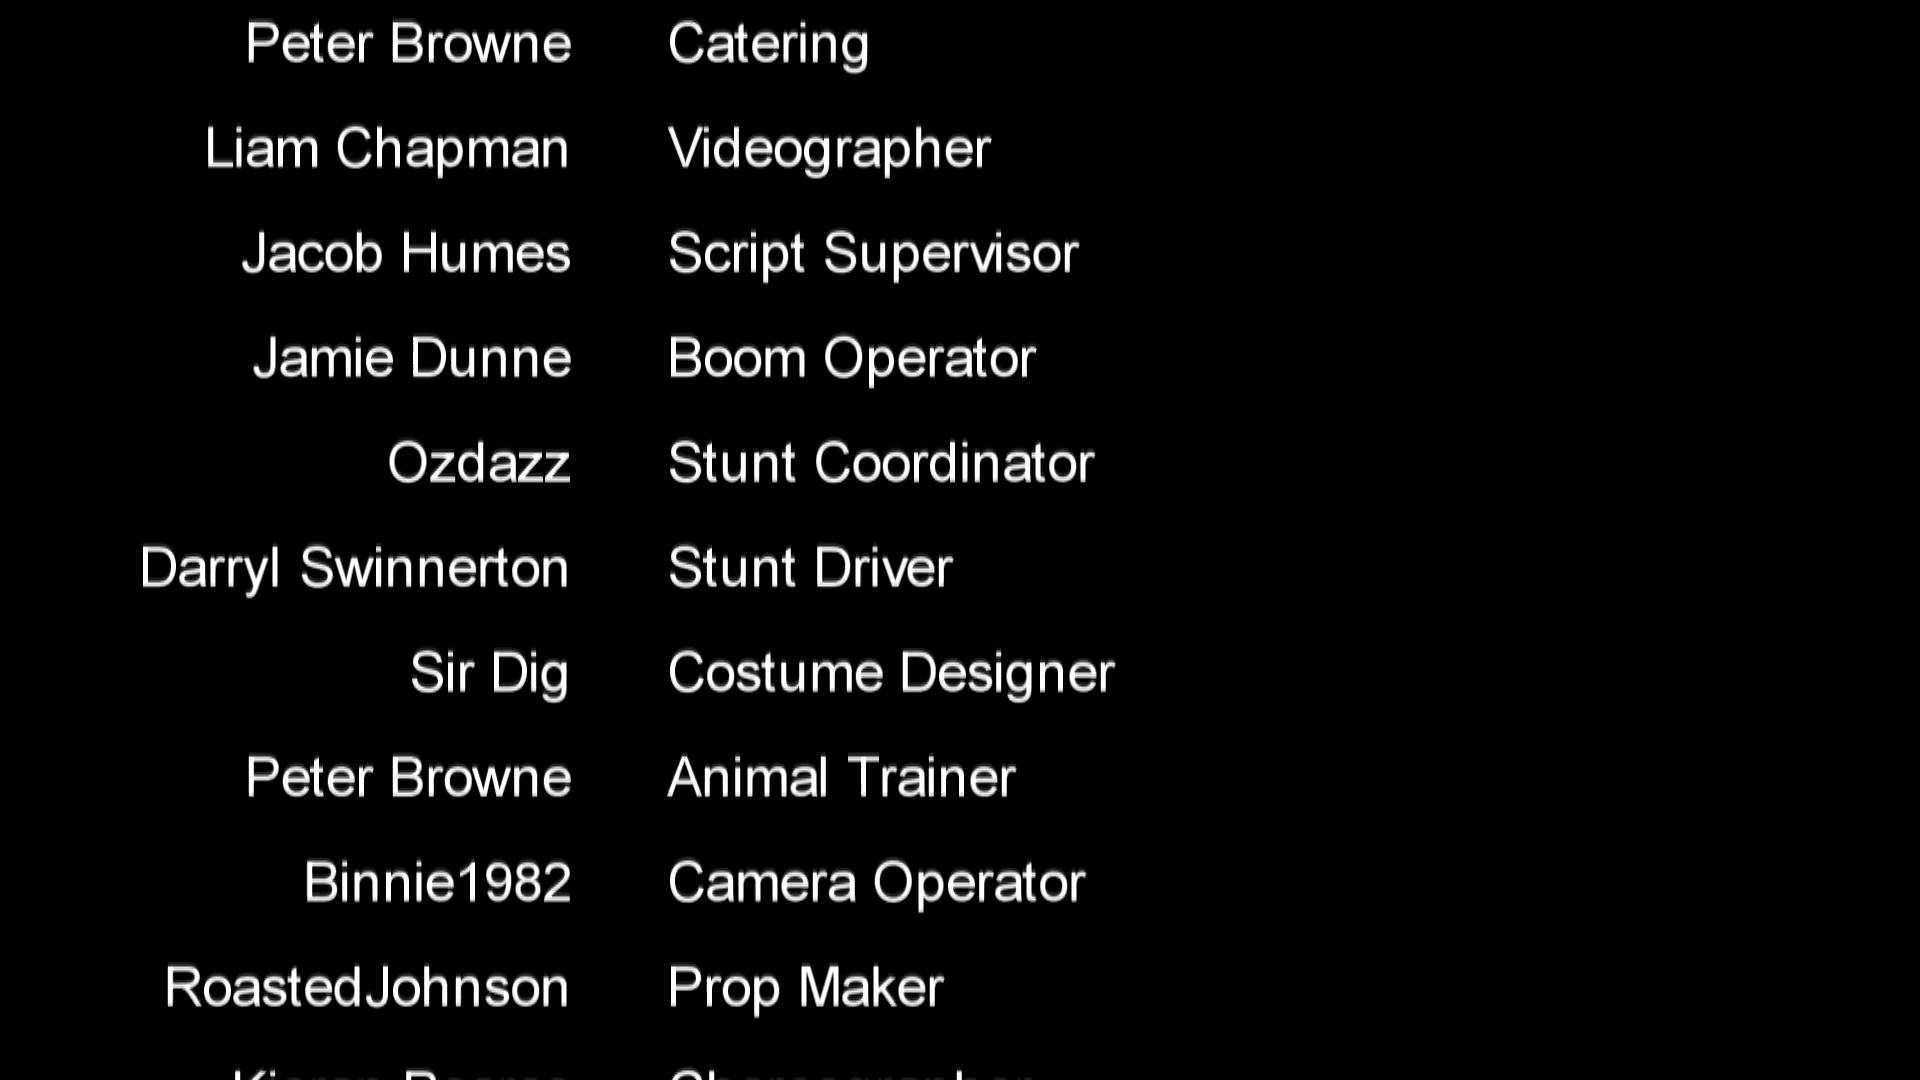 Peter Browne Catering
Liam Chapman Videographer
Jacob Humes Script Supervisor
Jamie Dunne Boom Operator
Ozdazz Stunt Coordinator
Darryl Swinnerton Stunt Driver
Sir Dig Costume Designer
Peter Browne Animal Trainer
Binnie1982 Camera Operator
RoastedJohnson Prop Maker